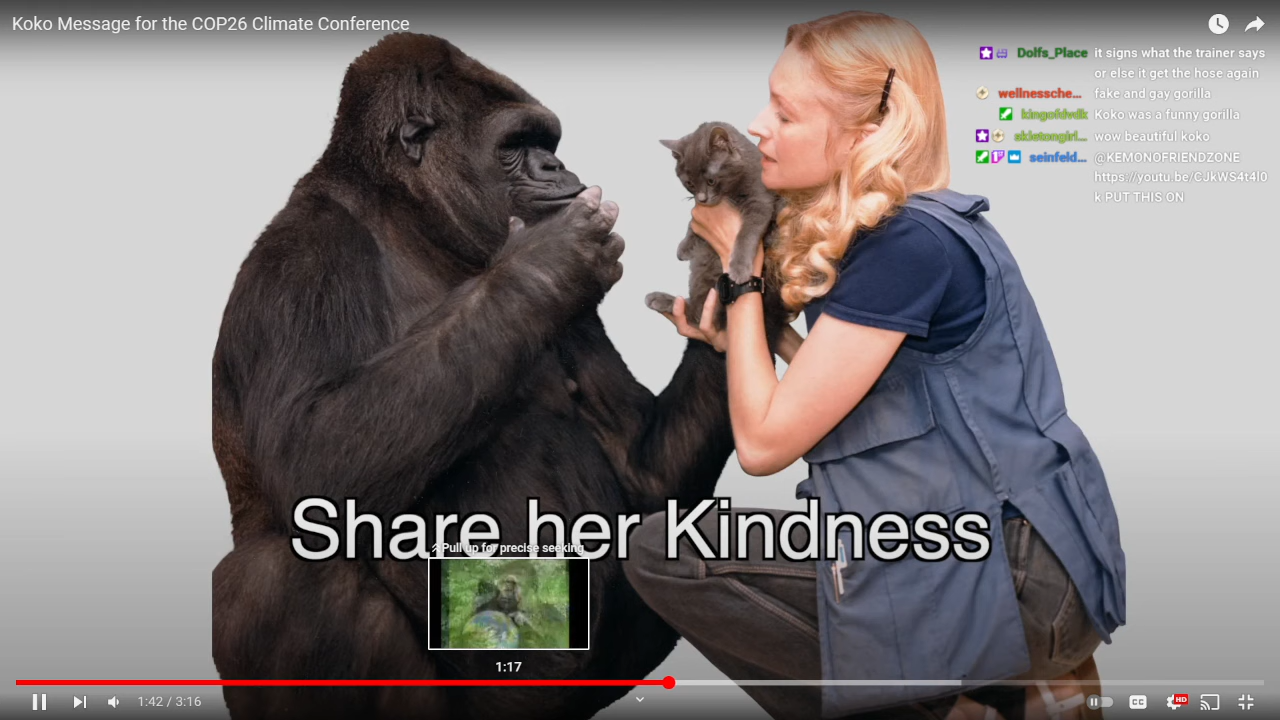 Koko Message for the COP26 Climate Conference
Dolfs_Place it signs what the trainer says
or else it get the hose again
wellnessche... fake and gay gorilla
kingofdvdk Koko was a funny gorilla
skietongirl... wow beautiful koko
seinfeld... @KEMONOFRIENDZONE
https://youtu.be/CJkWS4t4l0
k PUT THIS ON
Share her Kindness
Pull up for precise seeking
1:17
1:42 / 3:16
CC
HD